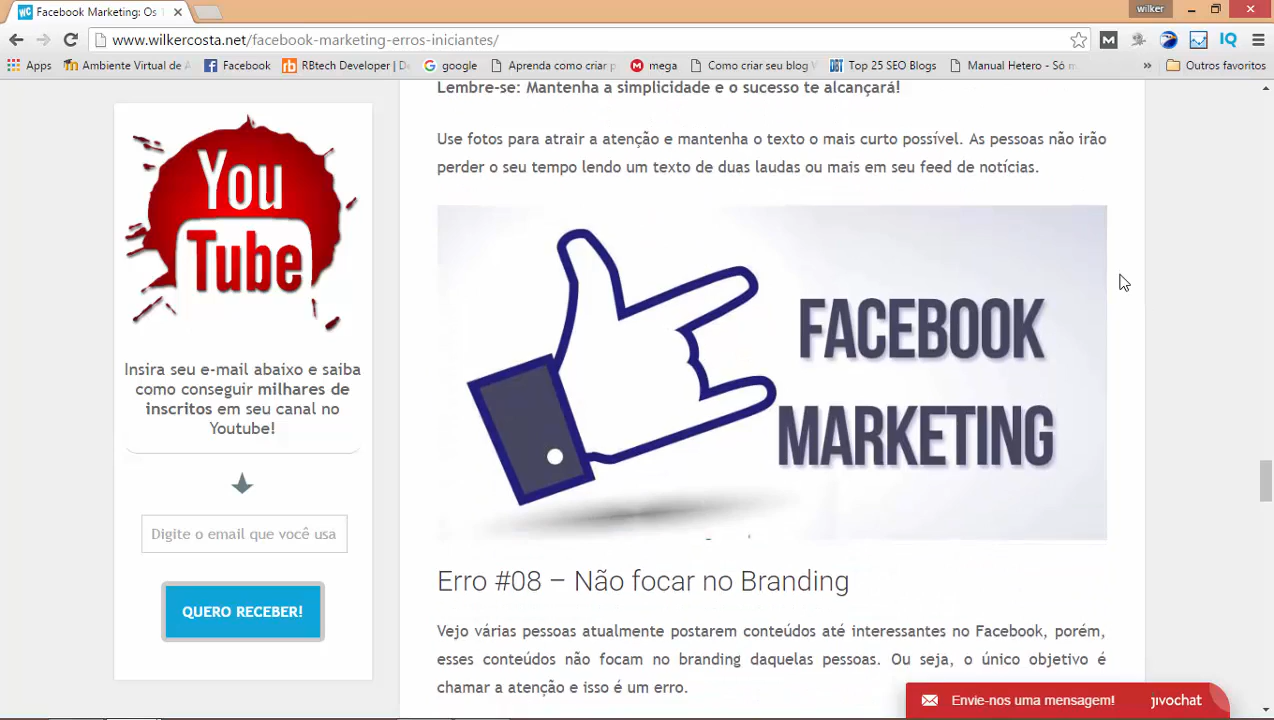 Facebook Marketing: Os
wilker
www.wilkercosta.net/facebook-marketing-erros-iniciantes/
Apps
Ambiente Virtual de A
Facebook
RBtech Developer | De
google
Aprenda como criar p
mega
Como criar seu blog W
Top 25 SEO Blogs
Manual Hetero - Só m
»
Outros favoritos
You
Tube
Insira seu e-mail abaixo e saiba
como conseguir milhares de
inscritos em seu canal no
Youtube!
Digite o email que você usa
QUERO RECEBER!
Lembre-se: Mantenha a simplicidade e o sucesso te alcançará!
Use fotos para atrair a atenção e mantenha o texto o mais curto possível. As pessoas não irão
perder o seu tempo lendo um texto de duas laudas ou mais em seu feed de notícias.
FACEBOOK
MARKETING
Erro #08 – Não focar no Branding
Vejo várias pessoas atualmente postarem conteúdos até interessantes no Facebook, porém,
esses conteúdos não focam no branding daquelas pessoas. Ou seja, o único objetivo é
chamar a atenção e isso é um erro.
Envie-nos uma mensagem!
jivochat